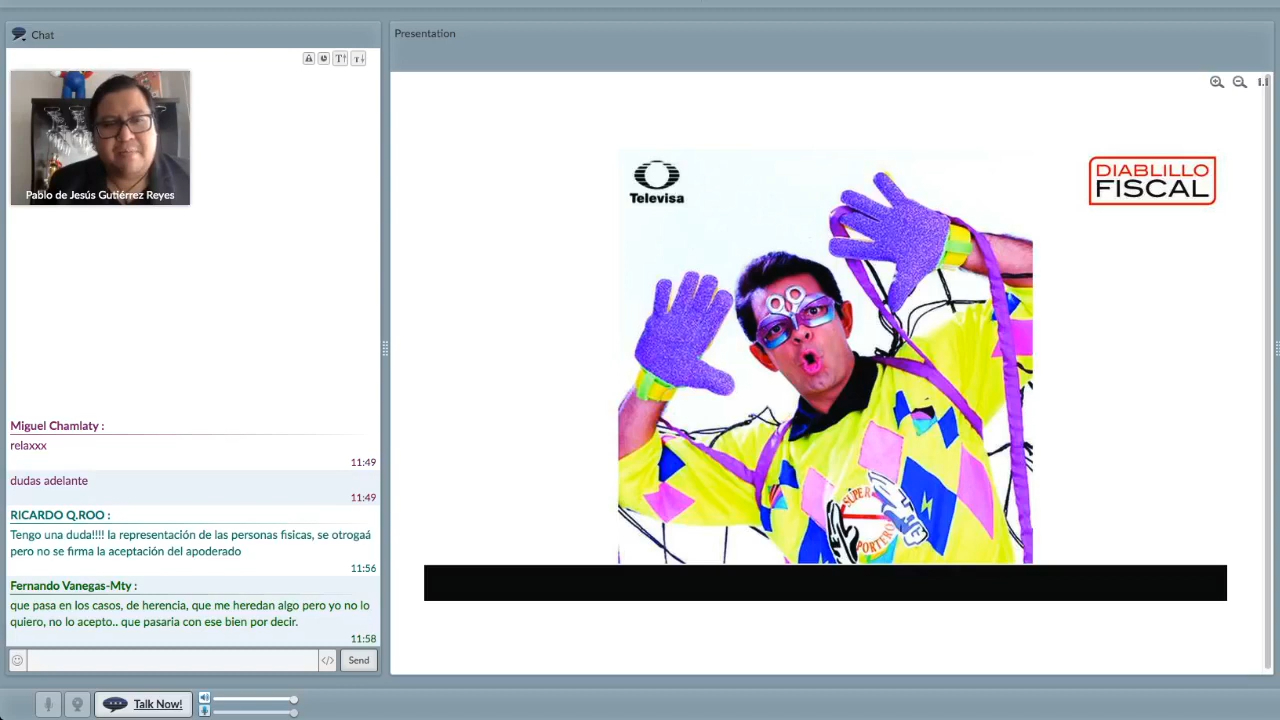 Chat
Presentation
Pablo de Jesús Gutiérrez Reyes
Televisa
DIABLILLO
FISCAL
SÚPER
PORTERO
Miguel Chamlaty :
relaxxx
11:49
dudas adelante
11:49
RICARDO Q.ROO :
Tengo una duda!!!! la representación de las personas fisicas, se otrogaá
pero no se firma la aceptación del apoderado
11:56
Fernando Vanegas-Mty :
que pasa en los casos, de herencia, que me heredan algo pero yo no lo
quiero, no lo acepto.. que pasaria con ese bien por decir.
11:58
Send
Talk Now!